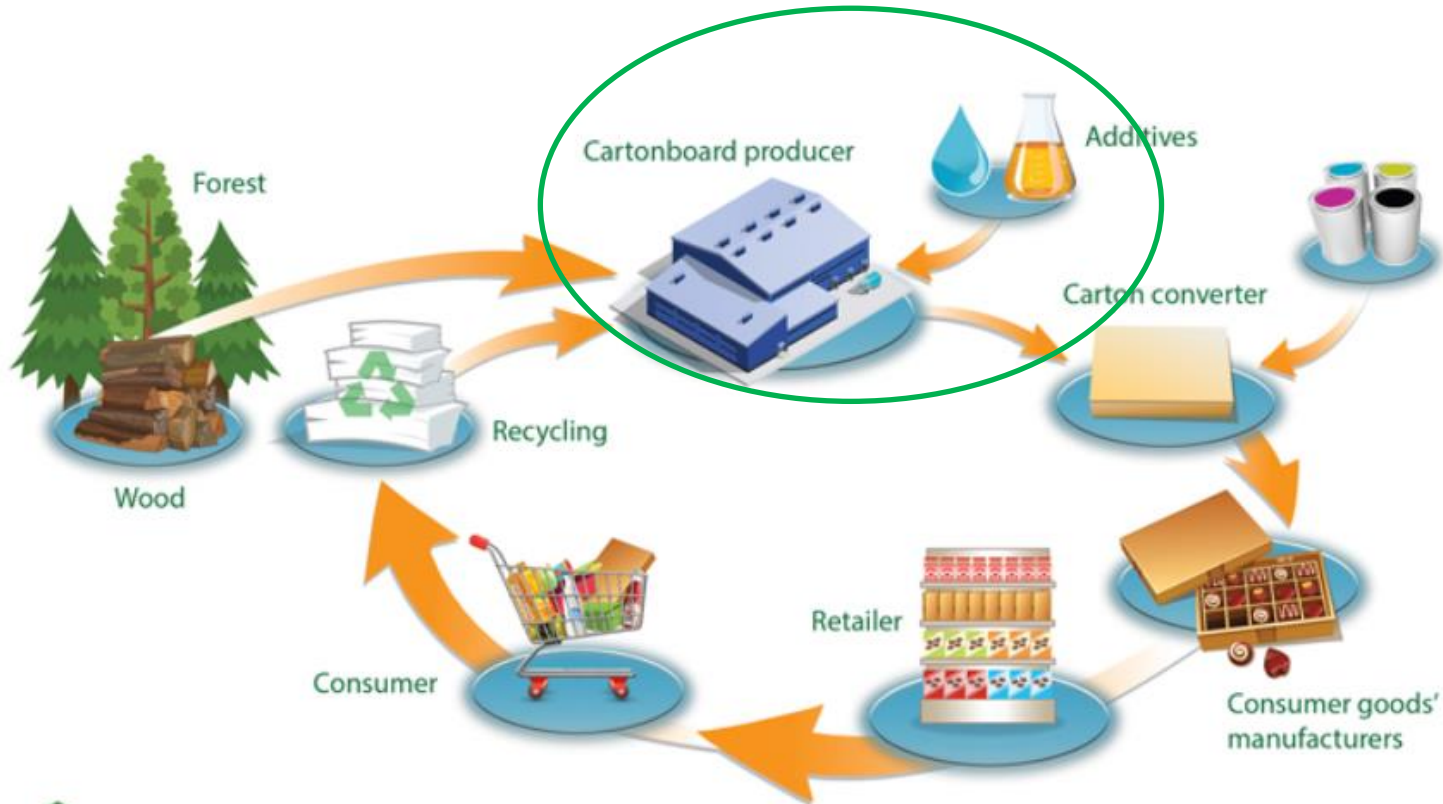 Cartonboard producer
Additives
Forest
Carton converter
Recycling
Wood
Retailer
Consumer
Consumer goods'
manufacturers